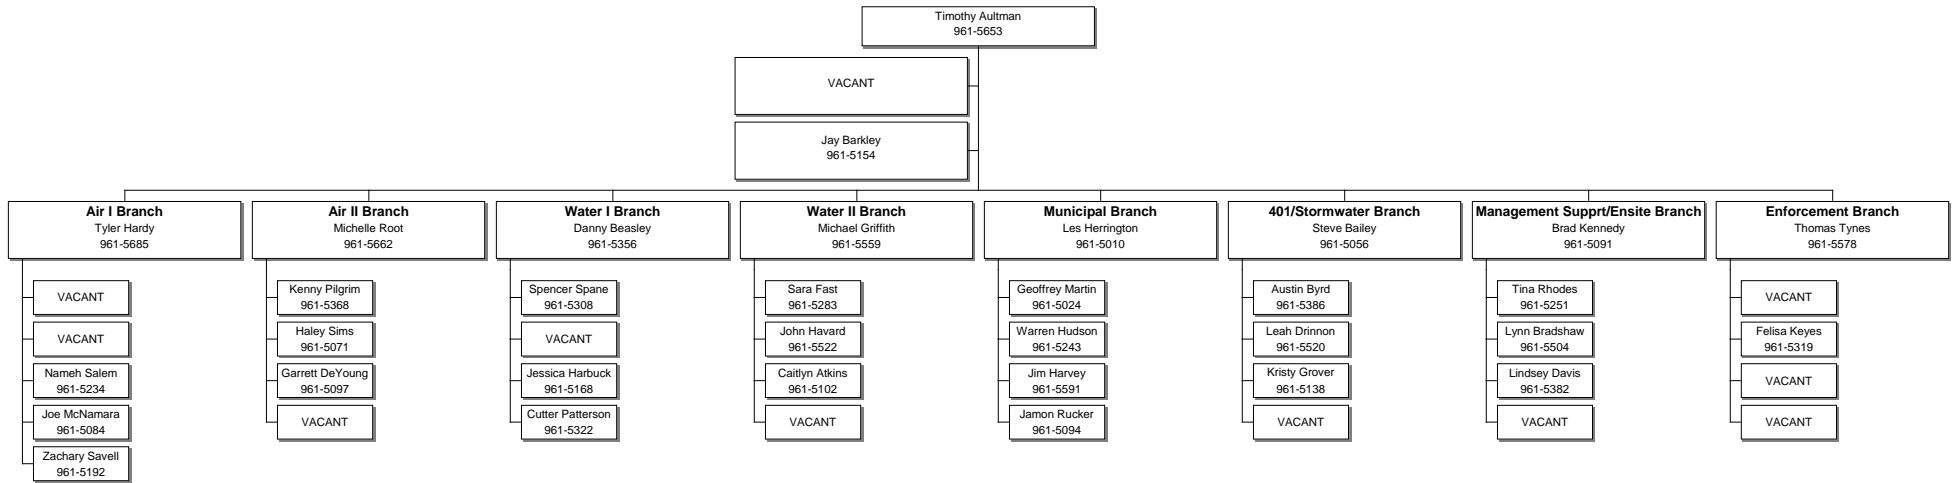 Timothy Aultman
961-5653
VACANT
Jay Barkley
961-5154
Air I Branch
Tyler Hardy
961-5685
VACANT
VACANT
Nameh Salem
961-5234
Joe McNamara
961-5084
Zachary Savell
961-5192
Air II Branch
Michelle Root
961-5662
Kenny Pilgrim
961-5368
Haley Sims
961-5071
Garrett DeYoung
961-5097
VACANT
Water I Branch
Danny Beasley
961-5356
Spencer Spane
961-5308
VACANT
Jessica Harbuck
961-5168
Cutter Patterson
961-5322
Water II Branch
Michael Griffith
961-5559
Sara Fast
961-5283
John Havard
961-5522
Caitlyn Atkins
961-5102
VACANT
Municipal Branch
Les Herrington
961-5010
Geoffrey Martin
961-5024
Warren Hudson
961-5243
Jim Harvey
961-5591
Jamon Rucker
961-5094
401/Stormwater Branch
Steve Bailey
961-5056
Austin Byrd
961-5386
Leah Drinnon
961-5520
Kristy Grover
961-5138
VACANT
Management Supprt/Ensite Branch
Brad Kennedy
961-5091
Tina Rhodes
961-5251
Lynn Bradshaw
961-5504
Lindsey Davis
961-5382
VACANT
Enforcement Branch
Thomas Tynes
961-5578
VACANT
Felisa Keyes
961-5319
VACANT
VACANT